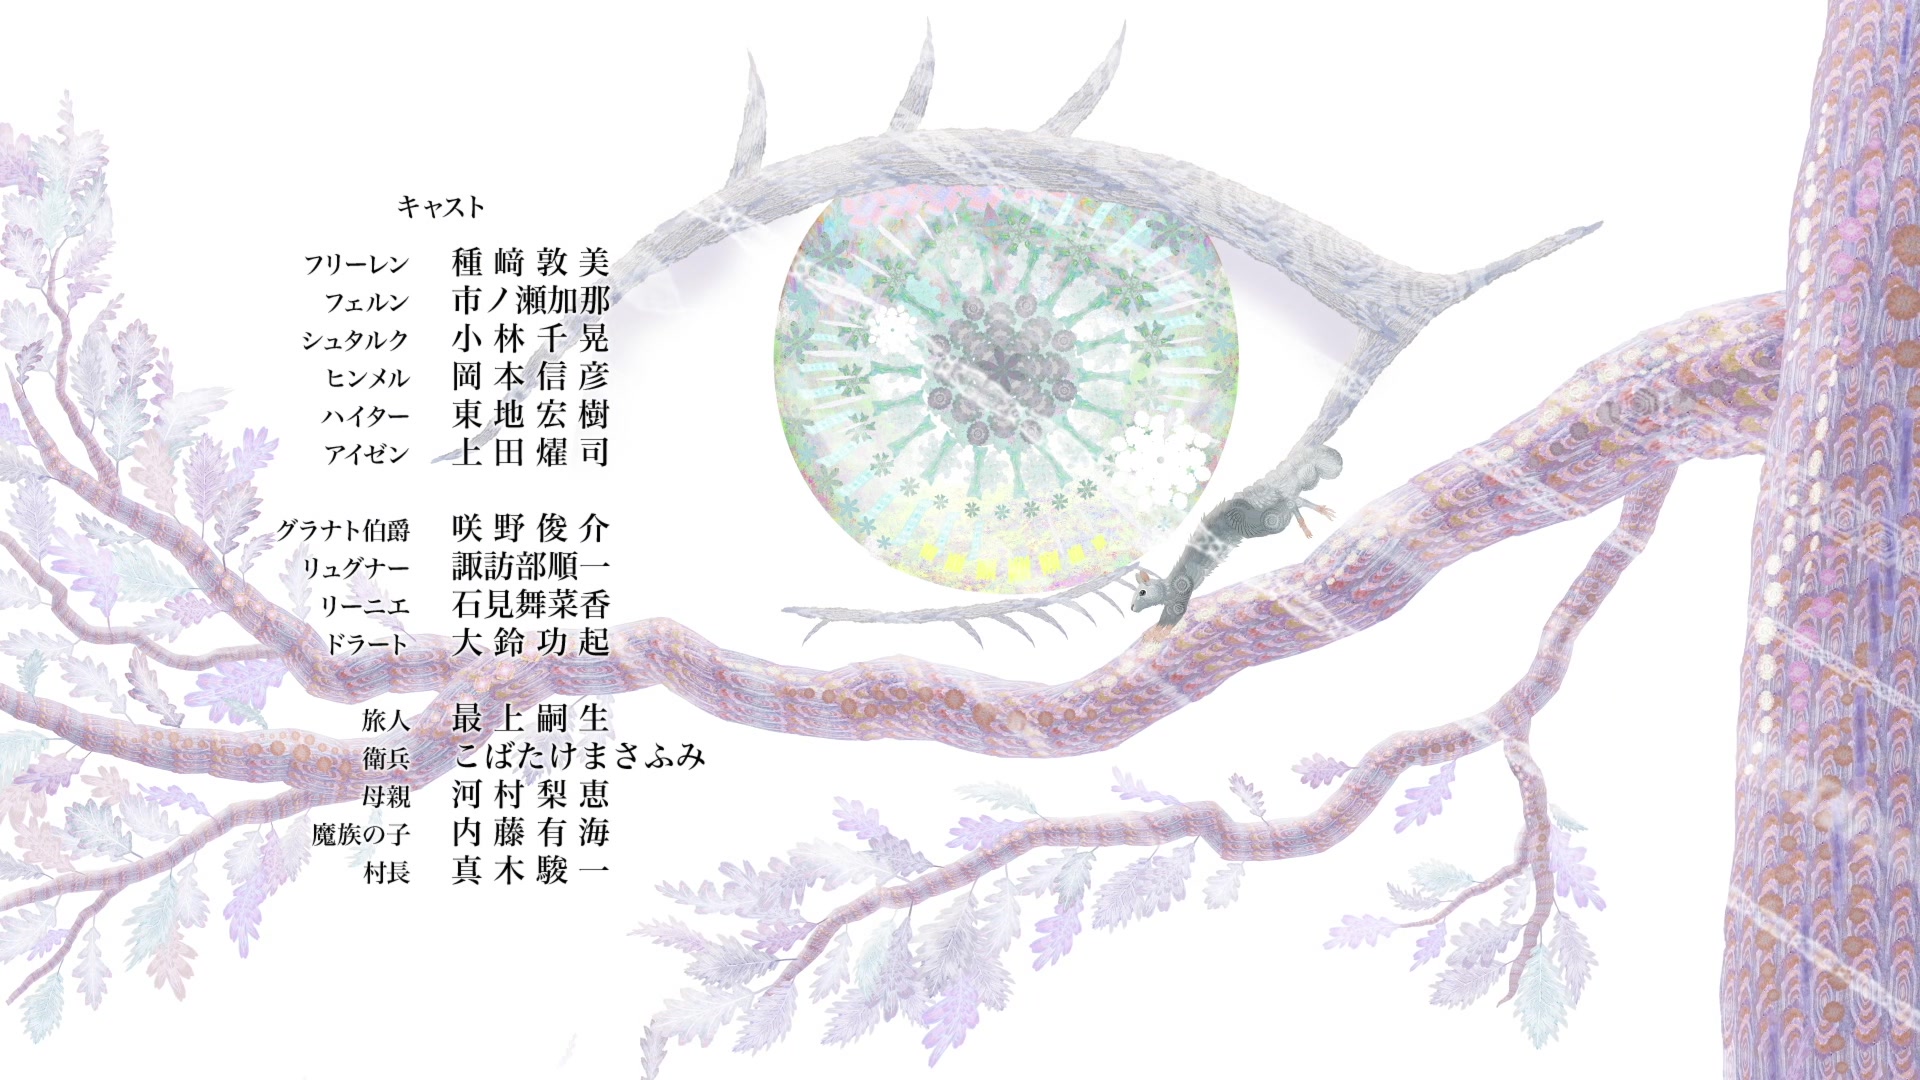 キャスト
フリーレン 種﨑敦美
フェルン 市ノ瀬加那
シュタルク 小林千晃
ヒンメル 岡本信彦
ハイター 東地宏樹
アイゼン 上田燿司
グラナト伯爵 咲野俊介
リュグナー 諏訪部順一
リーニエ 石見舞菜香
ドラート 大鈴功起
旅人 最上嗣生
衛兵 こばたけまさふみ
母親 河村梨恵
魔族の子 内藤有海
村長 真木駿一